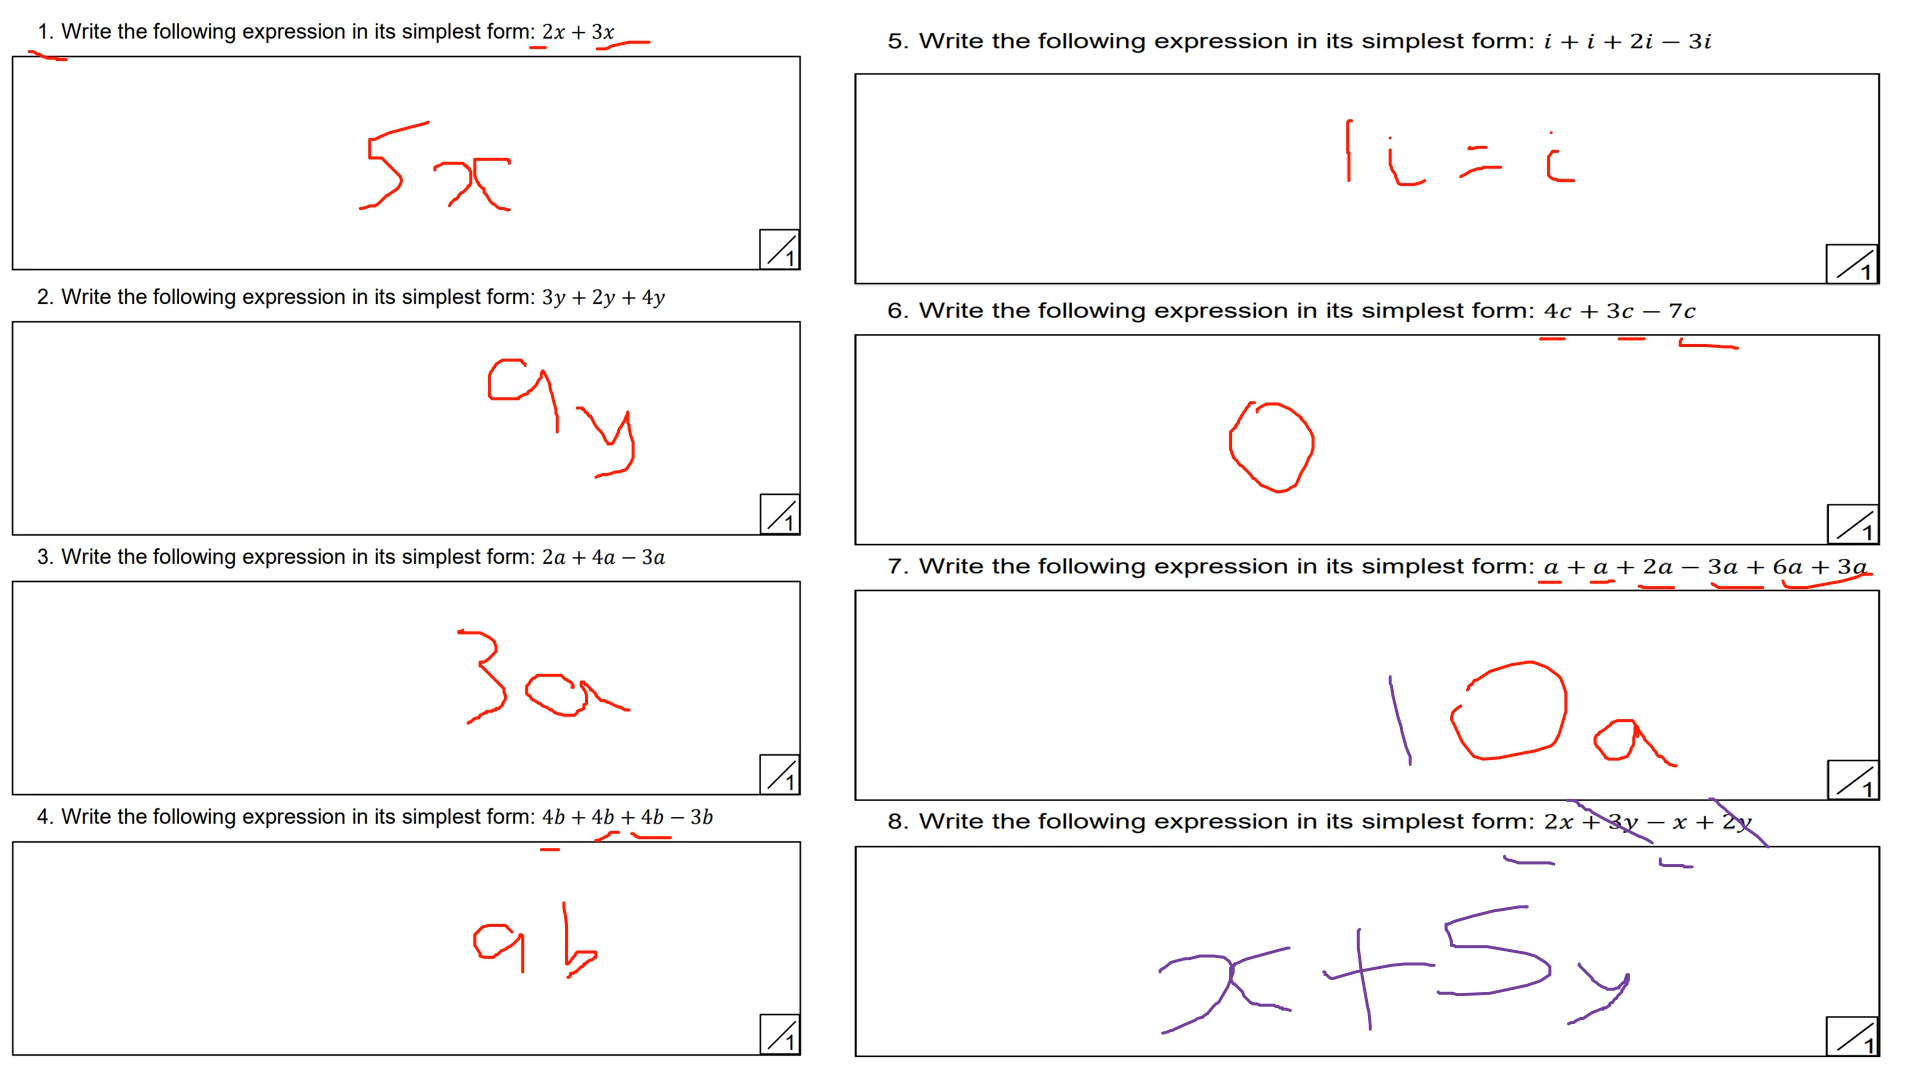 1. Write the following expression in its simplest form: 2x + 3x
5x
/1
2. Write the following expression in its simplest form: 3y + 2y + 4y
9y
/1
3. Write the following expression in its simplest form: 2a + 4a − 3a
3a
/1
4. Write the following expression in its simplest form: 4b + 4b + 4b − 3b
9b
/1
5. Write the following expression in its simplest form: i + i + 2i − 3i
1i = i
/1
6. Write the following expression in its simplest form: 4c + 3c − 7c
0
/1
7. Write the following expression in its simplest form: a + a + 2a − 3a + 6a + 3a
10a
/1
8. Write the following expression in its simplest form: 2x + 3y − x + 2y
x + 5y
/1